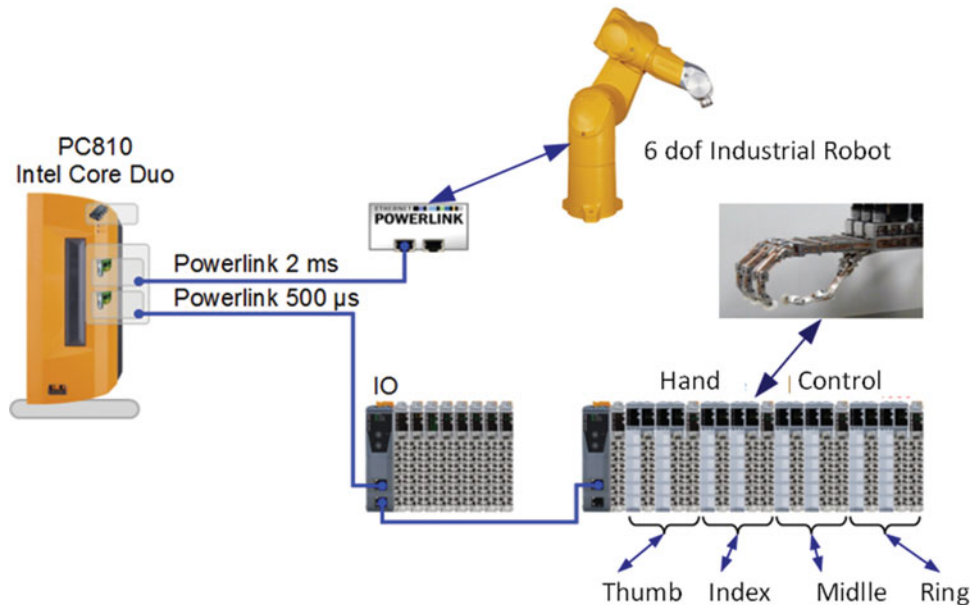 PC810
Intel Core Duo
6 dof Industrial Robot
ETHERNET
POWERLINK
Powerlink 2 ms
Powerlink 500 µs
IO
Hand Control
Thumb Index Midlle Ring